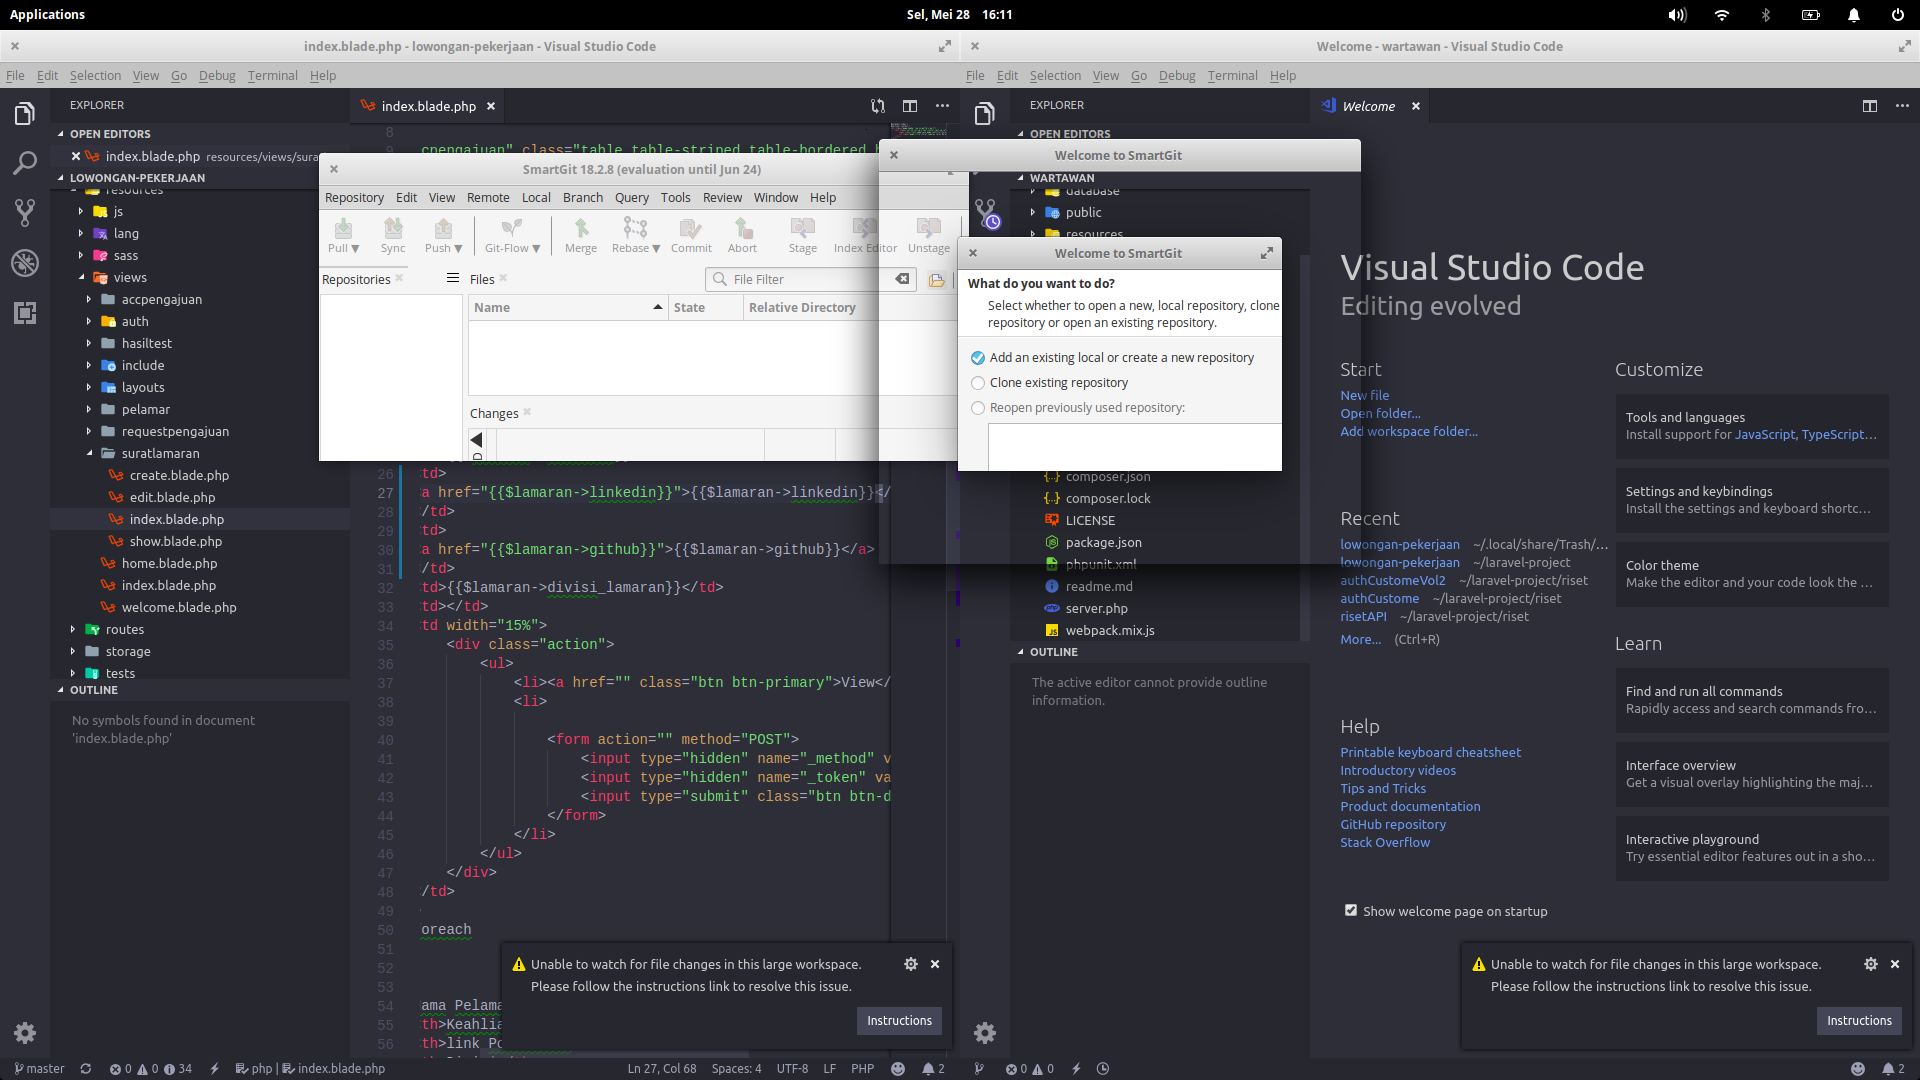 Applications
Sel, Mei 28 16:11
index.blade.php - lowongan-pekerjaan - Visual Studio Code
File Edit Selection View Go Debug Terminal Help
EXPLORER
OPEN EDITORS
index.blade.php resources/views/sura
LOWONGAN-PEKERJAAN
resources
js
lang
sass
views
accpengajuan
auth
hasiltest
include
layouts
pelamar
requestpengajuan
suratlamaran
create.blade.php
edit.blade.php
index.blade.php
show.blade.php
home.blade.php
index.blade.php
welcome.blade.php
routes
storage
tests
OUTLINE
No symbols found in document
'index.blade.php'
index.blade.php
8
SmartGit 18.2.8 (evaluation until Jun 24)
Repository Edit View Remote Local Branch Query Tools Review Window Help
Pull Sync Push Git-Flow Merge Rebase Commit Abort Stage Index Editor Unstage
Repositories
Files
File Filter
Name State Relative Directory
Changes
26 td>
27 a href="{{$lamaran->linkedin}}">{{$lamaran->linkedin}}</
28 /td>
29 td>
30 a href="{{$lamaran->github}}">{{$lamaran->github}}</a>
31 /td>
32 td>{{$lamaran->divisi_lamaran}}</td>
33 td></td>
34 td width="15%">
35 <div class="action">
36 <ul>
37 <li><a href="" class="btn btn-primary">View</
38 <li>
39
40 <form action="" method="POST">
41 <input type="hidden" name="_method" v
42 <input type="hidden" name="_token" va
43 <input type="submit" class="btn btn-d
44 </form>
45 </li>
46 </ul>
47 </div>
48 /td>
49
50 oreach
51
52
53
54 ama Pelama
55 th>Keahlia
56 th>link Po
Unable to watch for file changes in this large workspace.
Please follow the instructions link to resolve this issue.
Instructions
master 0 0 34 php | index.blade.php Ln 27, Col 68 Spaces: 4 UTF-8 LF PHP 2
Welcome - wartawan - Visual Studio Code
File Edit Selection View Go Debug Terminal Help
EXPLORER
OPEN EDITORS
Welcome to SmartGit
WARTAWAN
database
public
resources
Welcome to SmartGit
What do you want to do?
Select whether to open a new, local repository, clone
repository or open an existing repository.
Add an existing local or create a new repository
Clone existing repository
Reopen previously used repository:
composer.json
composer.lock
LICENSE
package.json
phpunit.xml
readme.md
server.php
webpack.mix.js
OUTLINE
The active editor cannot provide outline
information.
Welcome
Visual Studio Code
Editing evolved
Start
New file
Open folder...
Add workspace folder...
Recent
lowongan-pekerjaan ~/.local/share/Trash/...
lowongan-pekerjaan ~/laravel-project
authCustomeVol2 ~/laravel-project/riset
authCustome ~/laravel-project/riset
risetAPI ~/laravel-project/riset
More... (Ctrl+R)
Help
Printable keyboard cheatsheet
Introductory videos
Tips and Tricks
Product documentation
GitHub repository
Stack Overflow
Show welcome page on startup
Customize
Tools and languages
Install support for JavaScript, TypeScript...
Settings and keybindings
Install the settings and keyboard shortc...
Color theme
Make the editor and your code look the ...
Learn
Find and run all commands
Rapidly access and search commands fro...
Interface overview
Get a visual overlay highlighting the maj...
Interactive playground
Try essential editor features out in a sho...
Unable to watch for file changes in this large workspace.
Please follow the instructions link to resolve this issue.
Instructions
0 0 2